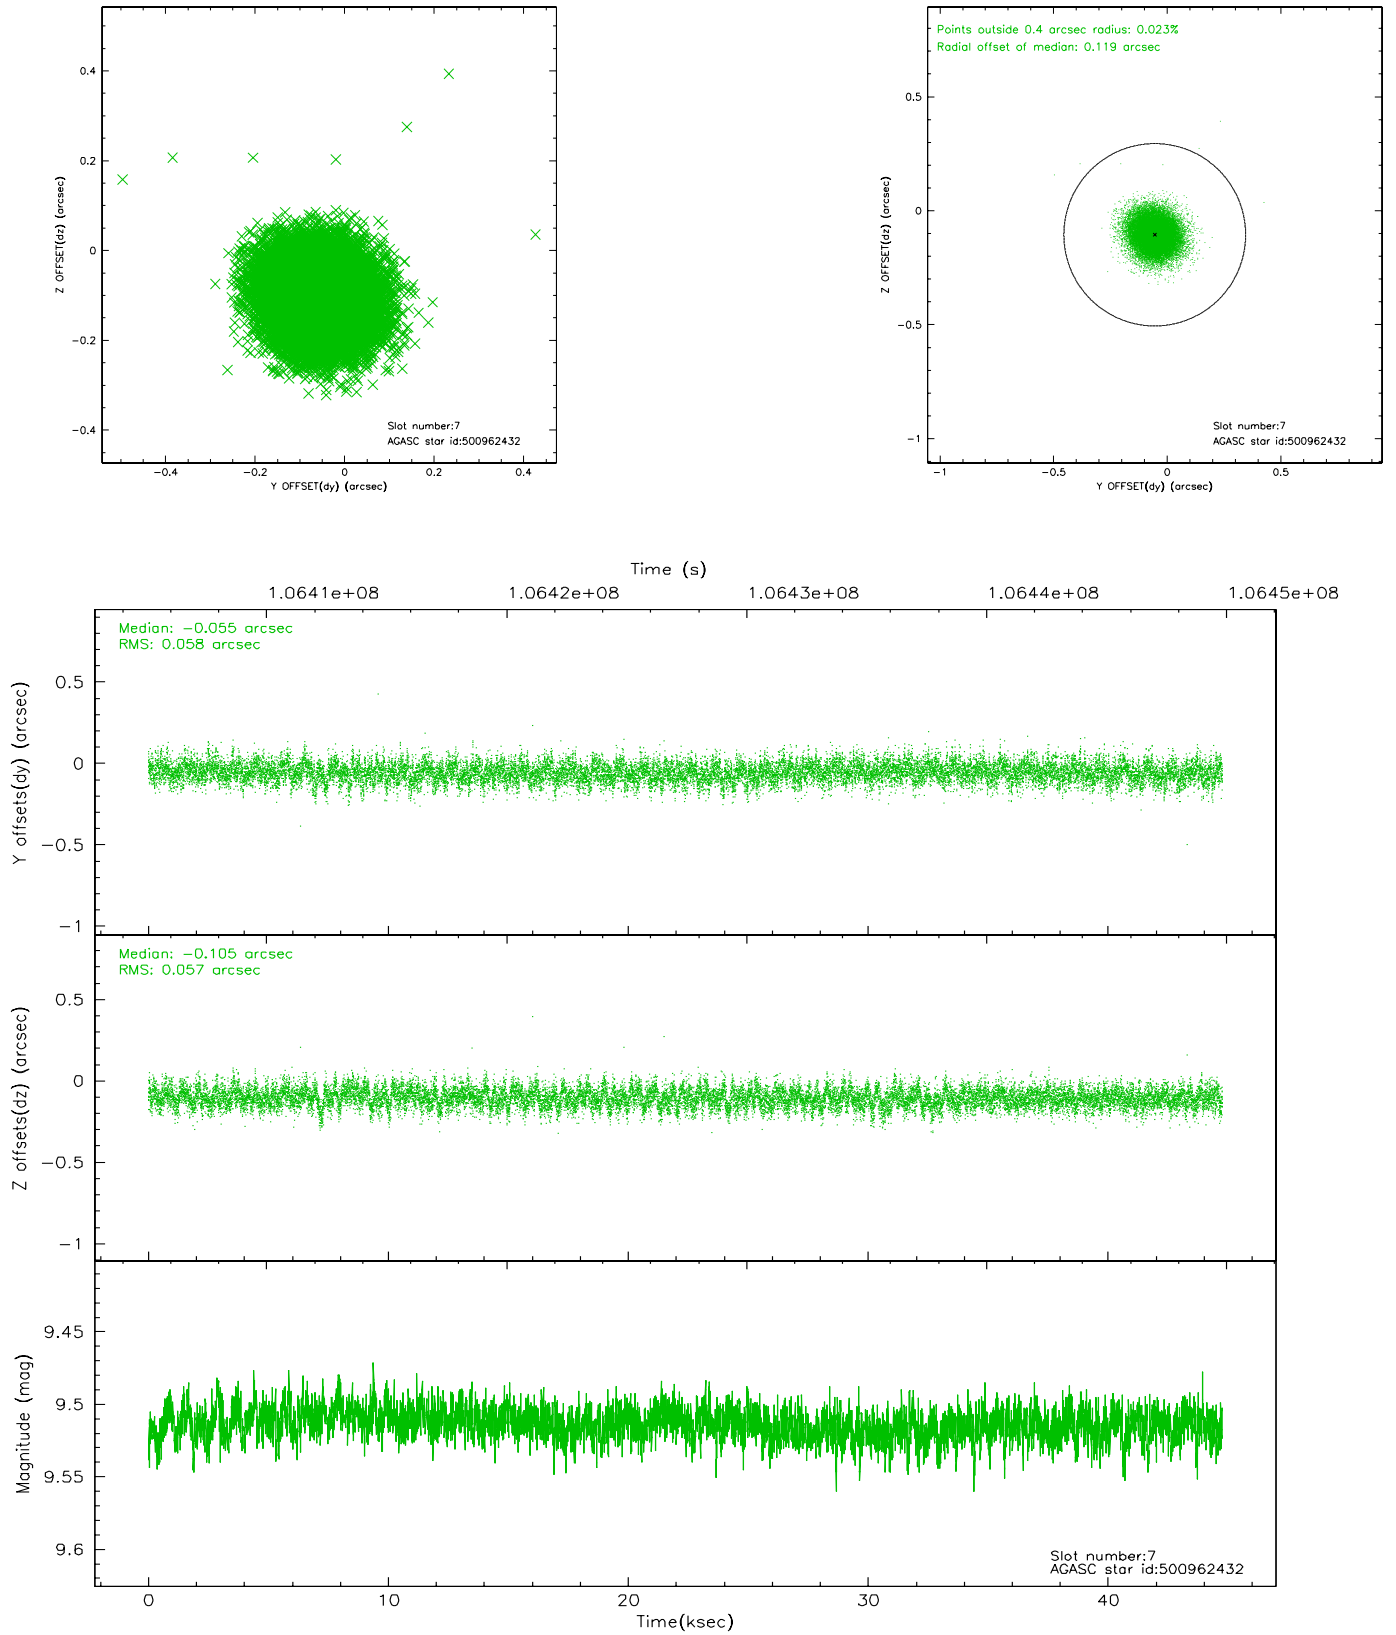 0.4
0.2
0
-0.2
-0.4
Z OFFSET(dz) (arcsec)
Slot number:7
AGASC star id:500962432
-0.4 -0.2 0 0.2 0.4
Y OFFSET(dy) (arcsec)
Points outside 0.4 arcsec radius: 0.023%
Radial offset of median: 0.119 arcsec
0.5
0
-0.5
-1
Z OFFSET(dz) (arcsec)
Slot number:7
AGASC star id:500962432
-1 -0.5 0 0.5
Y OFFSET(dy) (arcsec)
Time (s)
1.0641e+08 1.0642e+08 1.0643e+08 1.0644e+08 1.0645e+08
Median: -0.055 arcsec
RMS: 0.058 arcsec
0.5
0
-0.5
-1
Y offsets(dy) (arcsec)
Median: -0.105 arcsec
RMS: 0.057 arcsec
0.5
0
-0.5
-1
Z offsets(dz) (arcsec)
9.45
9.5
9.55
9.6
Magnitude (mag)
Slot number:7
AGASC star id:500962432
0 10 20 30 40
Time(ksec)